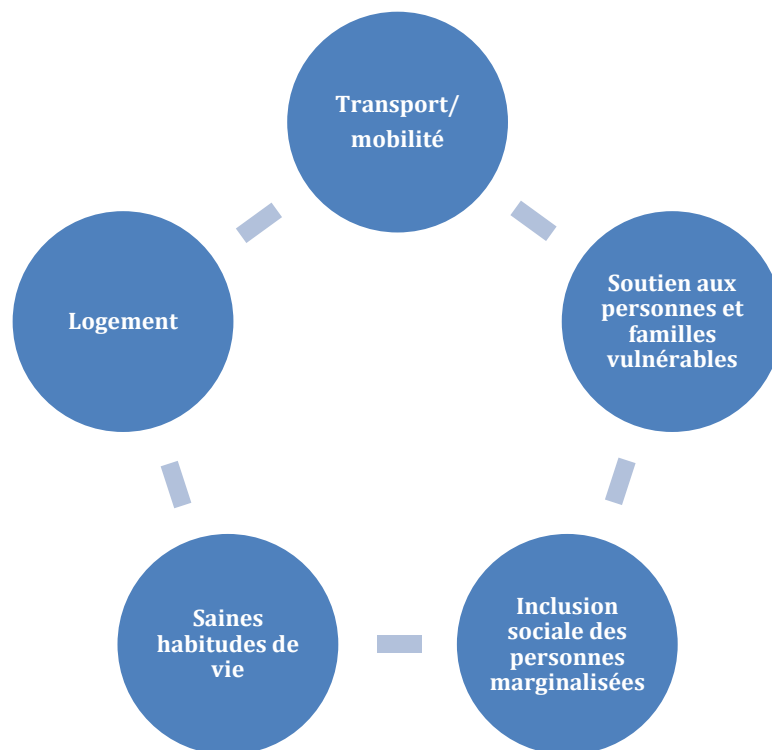 Transport/
mobilité
Soutien aux
personnes et
familles
vulnérables
Inclusion
sociale des
personnes
marginalisées
Saines
habitudes de
vie
Logement